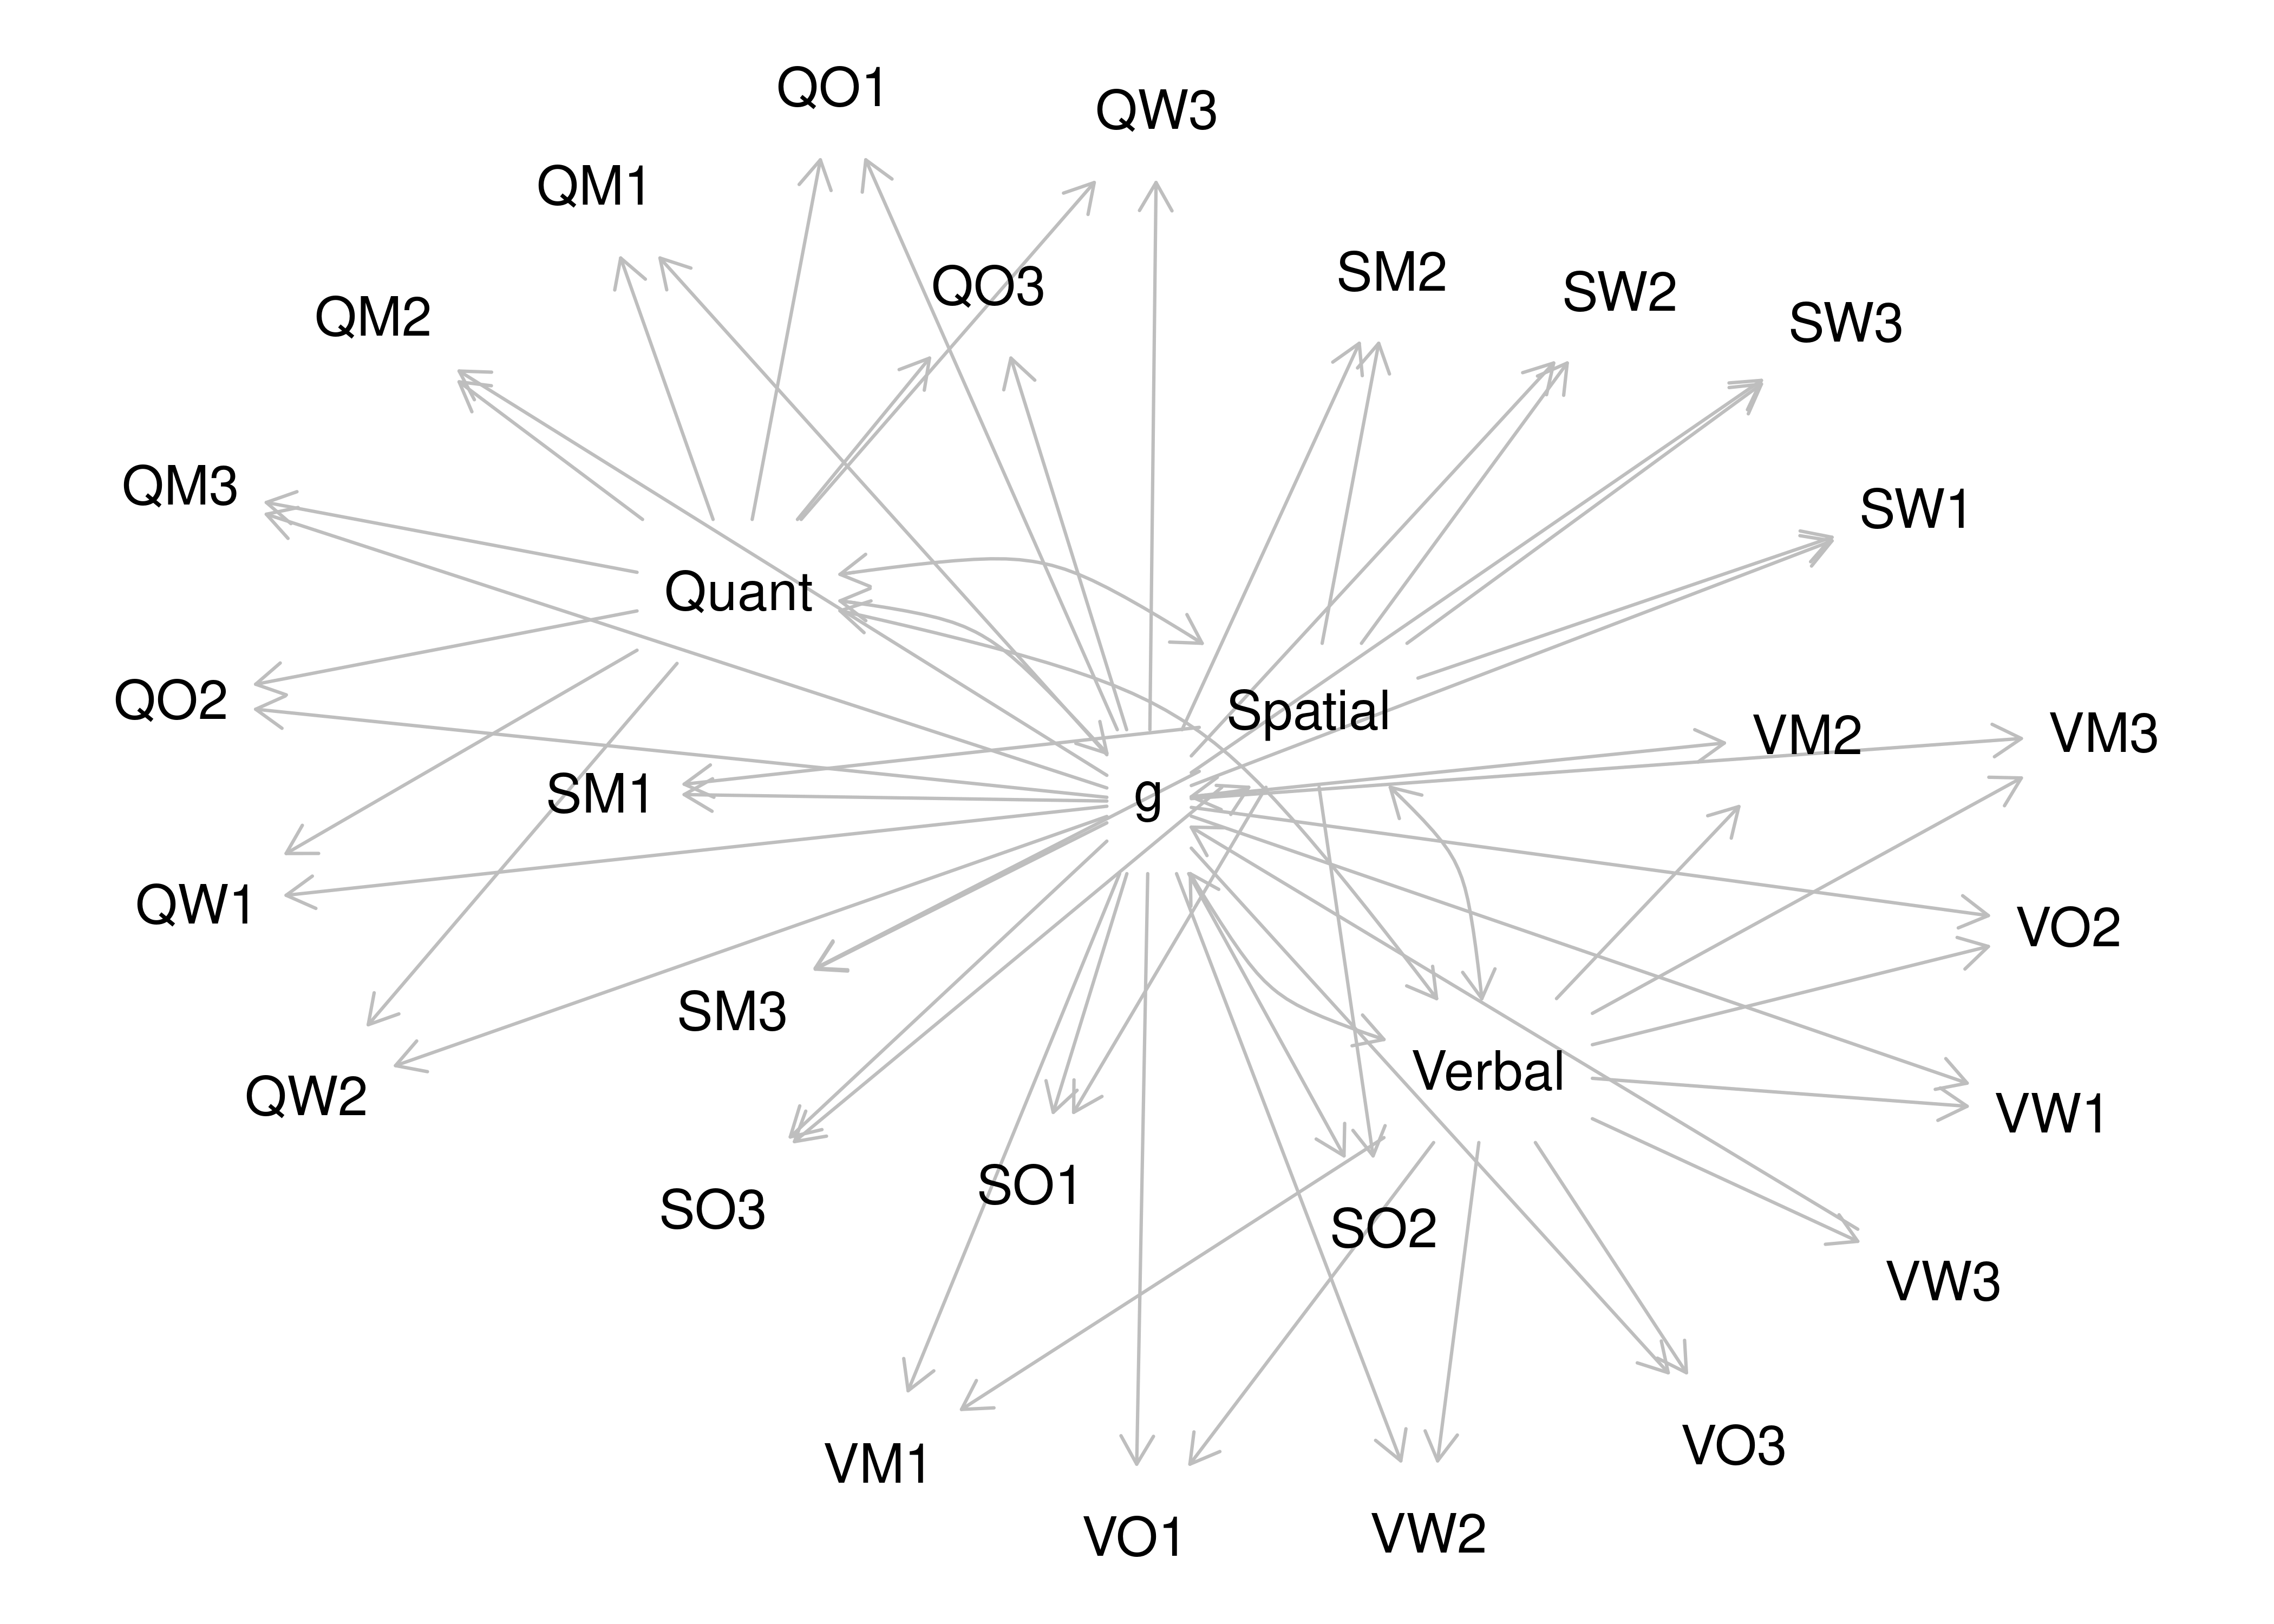 QO1
QW3
QM1
QO3
SM2
SW2
QM2
SW3
QM3
SW1
Quant
QO2
Spatial
VM2
VM3
SM1
g
QW1
VO2
SM3
Verbal
QW2
VW1
SO1
SO3
SO2
VW3
VM1
VO3
VO1
VW2